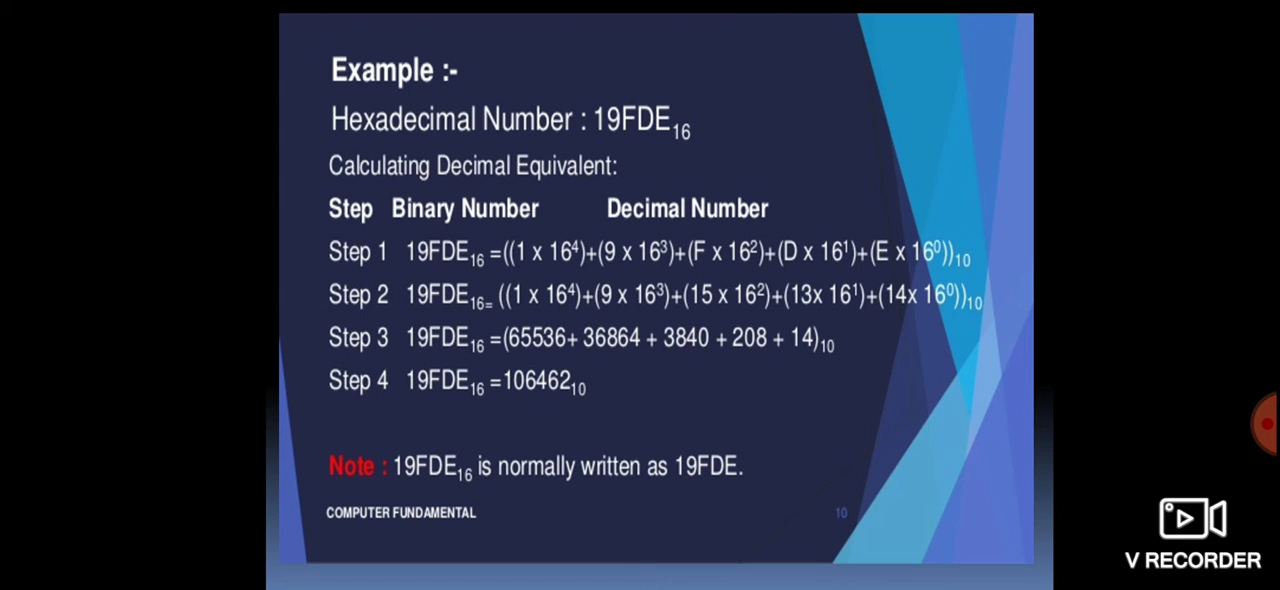 Example :-
Hexadecimal Number : 19FDE₁₆
Calculating Decimal Equivalent:
Step Binary Number Decimal Number
Step 1 19FDE₁₆ =((1 x 16⁴)+(9 x 16³)+(F x 16²)+(D x 16¹)+(E x 16⁰))₁₀
Step 2 19FDE₁₆₌ ((1 x 16⁴)+(9 x 16³)+(15 x 16²)+(13x 16¹)+(14x 16⁰))₁₀
Step 3 19FDE₁₆ =(65536+ 36864 + 3840 + 208 + 14)₁₀
Step 4 19FDE₁₆ =106462₁₀
Note : 19FDE₁₆ is normally written as 19FDE.
COMPUTER FUNDAMENTAL 10
V RECORDER